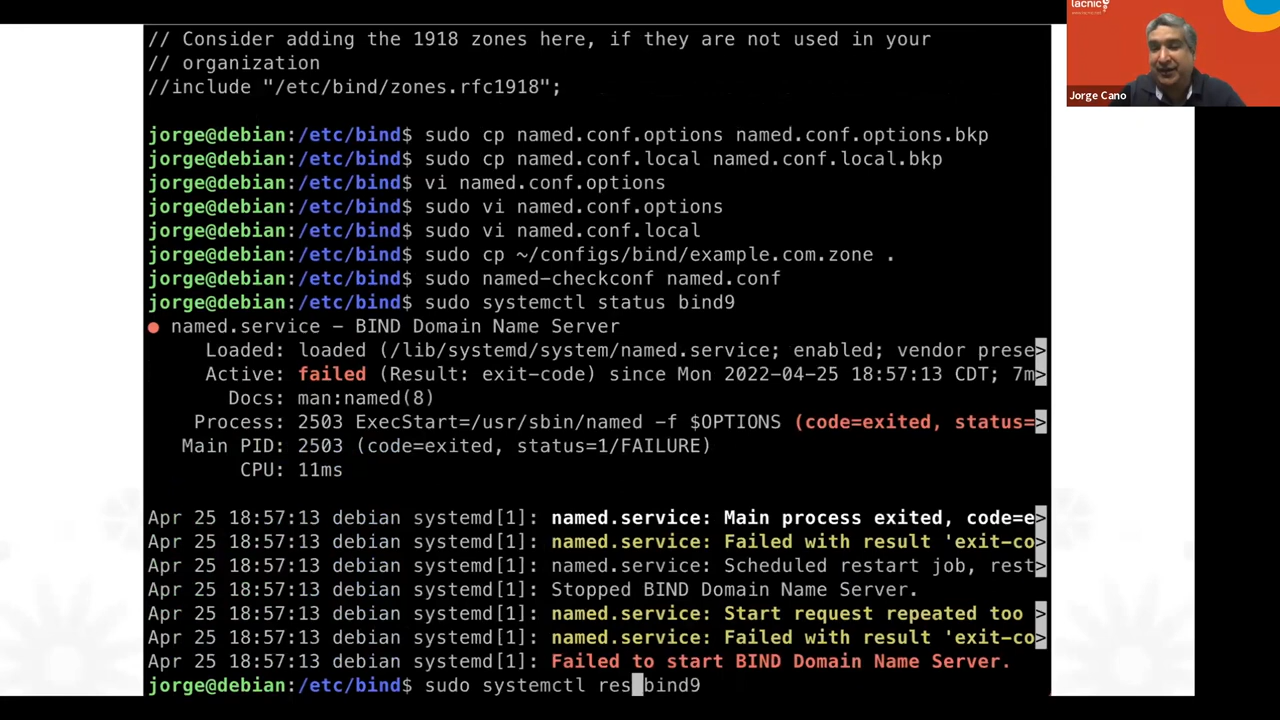 // Consider adding the 1918 zones here, if they are not used in your
// organization
//include "/etc/bind/zones.rfc1918";
jorge@debian:/etc/bind$ sudo cp named.conf.options named.conf.options.bkp
jorge@debian:/etc/bind$ sudo cp named.conf.local named.conf.local.bkp
jorge@debian:/etc/bind$ vi named.conf.options
jorge@debian:/etc/bind$ sudo vi named.conf.options
jorge@debian:/etc/bind$ sudo vi named.conf.local
jorge@debian:/etc/bind$ sudo cp ~/configs/bind/example.com.zone .
jorge@debian:/etc/bind$ sudo named-checkconf named.conf
jorge@debian:/etc/bind$ sudo systemctl status bind9
● named.service - BIND Domain Name Server
Loaded: loaded (/lib/systemd/system/named.service; enabled; vendor prese>
Active: failed (Result: exit-code) since Mon 2022-04-25 18:57:13 CDT; 7m>
Docs: man:named(8)
Process: 2503 ExecStart=/usr/sbin/named -f $OPTIONS (code=exited, status=>
Main PID: 2503 (code=exited, status=1/FAILURE)
CPU: 11ms
Apr 25 18:57:13 debian systemd[1]: named.service: Main process exited, code=e>
Apr 25 18:57:13 debian systemd[1]: named.service: Failed with result 'exit-co>
Apr 25 18:57:13 debian systemd[1]: named.service: Scheduled restart job, rest>
Apr 25 18:57:13 debian systemd[1]: Stopped BIND Domain Name Server.
Apr 25 18:57:13 debian systemd[1]: named.service: Start request repeated too >
Apr 25 18:57:13 debian systemd[1]: named.service: Failed with result 'exit-co>
Apr 25 18:57:13 debian systemd[1]: Failed to start BIND Domain Name Server.
jorge@debian:/etc/bind$ sudo systemctl res bind9
lacnic
Jorge Cano